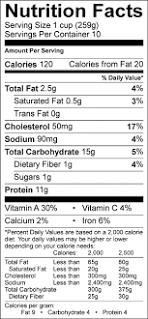 Nutrition Facts
Serving Size 1 cup (259g)
Servings Per Container 10
Amount Per Serving
Calories 120 Calories from Fat 20
% Daily Value*
Total Fat 2.5g 4%
Saturated Fat 0.5g 3%
Trans Fat 0g
Cholesterol 50mg 17%
Sodium 90mg 4%
Total Carbohydrate 15g 5%
Dietary Fiber 1g 4%
Sugars 1g
Protein 11g
Vitamin A 30% • Vitamin C 4%
Calcium 2% • Iron 6%
*Percent Daily Values are based on a 2,000 calorie
diet. Your daily values may be higher or lower
depending on your calorie needs:
Calories: 2,000 2,500
Total Fat Less than 65g 80g
Saturated Fat Less than 20g 25g
Cholesterol Less than 300mg 300mg
Sodium Less than 2,400mg 2,400mg
Total Carbohydrate 300g 375g
Dietary Fiber 25g 30g
Calories per gram:
Fat 9 • Carbohydrate 4 • Protein 4